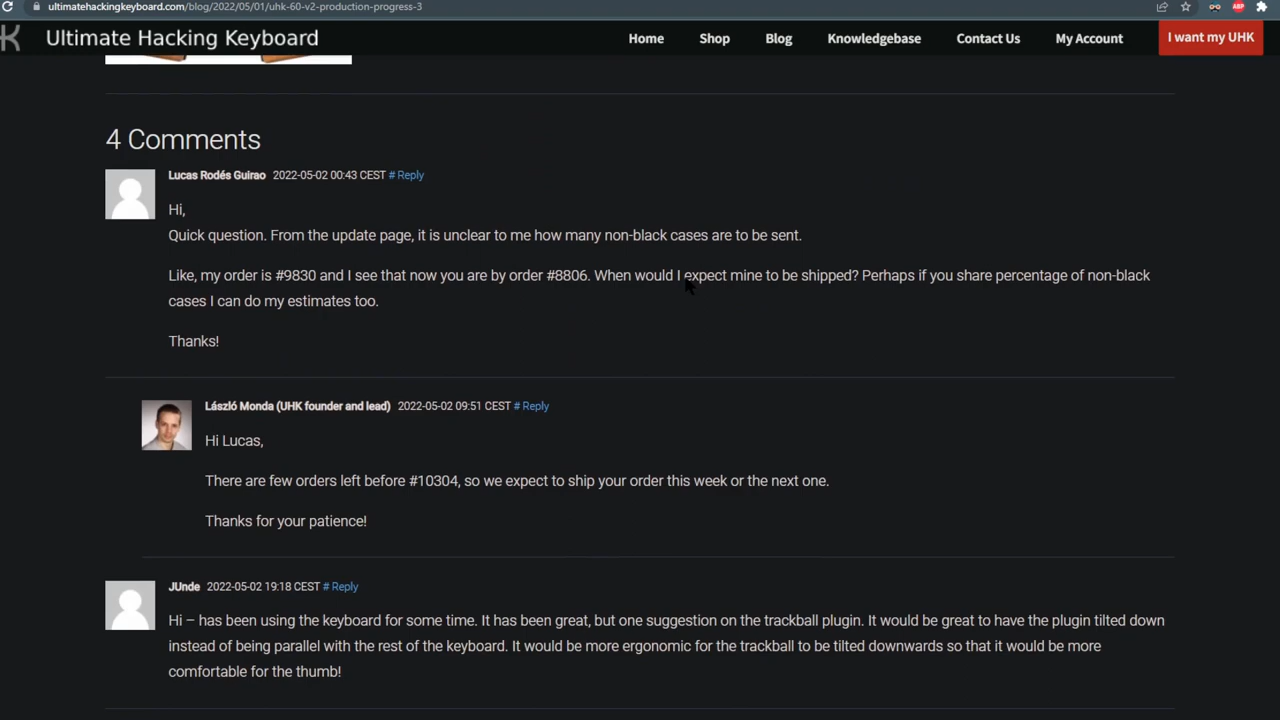 ultimatehackingkeyboard.com/blog/2022/05/01/uhk-60-v2-production-progress-3
ABP
Ultimate Hacking Keyboard Home Shop Blog Knowledgebase Contact Us My Account I want my UHK
4 Comments
Lucas Rodés Guirao 2022-05-02 00:43 CEST # Reply
Hi,
Quick question. From the update page, it is unclear to me how many non-black cases are to be sent.
Like, my order is #9830 and I see that now you are by order #8806. When would I expect mine to be shipped? Perhaps if you share percentage of non-black
cases I can do my estimates too.
Thanks!
László Monda (UHK founder and lead) 2022-05-02 09:51 CEST # Reply
Hi Lucas,
There are few orders left before #10304, so we expect to ship your order this week or the next one.
Thanks for your patience!
JUnde 2022-05-02 19:18 CEST # Reply
Hi – has been using the keyboard for some time. It has been great, but one suggestion on the trackball plugin. It would be great to have the plugin tilted down
instead of being parallel with the rest of the keyboard. It would be more ergonomic for the trackball to be tilted downwards so that it would be more
comfortable for the thumb!